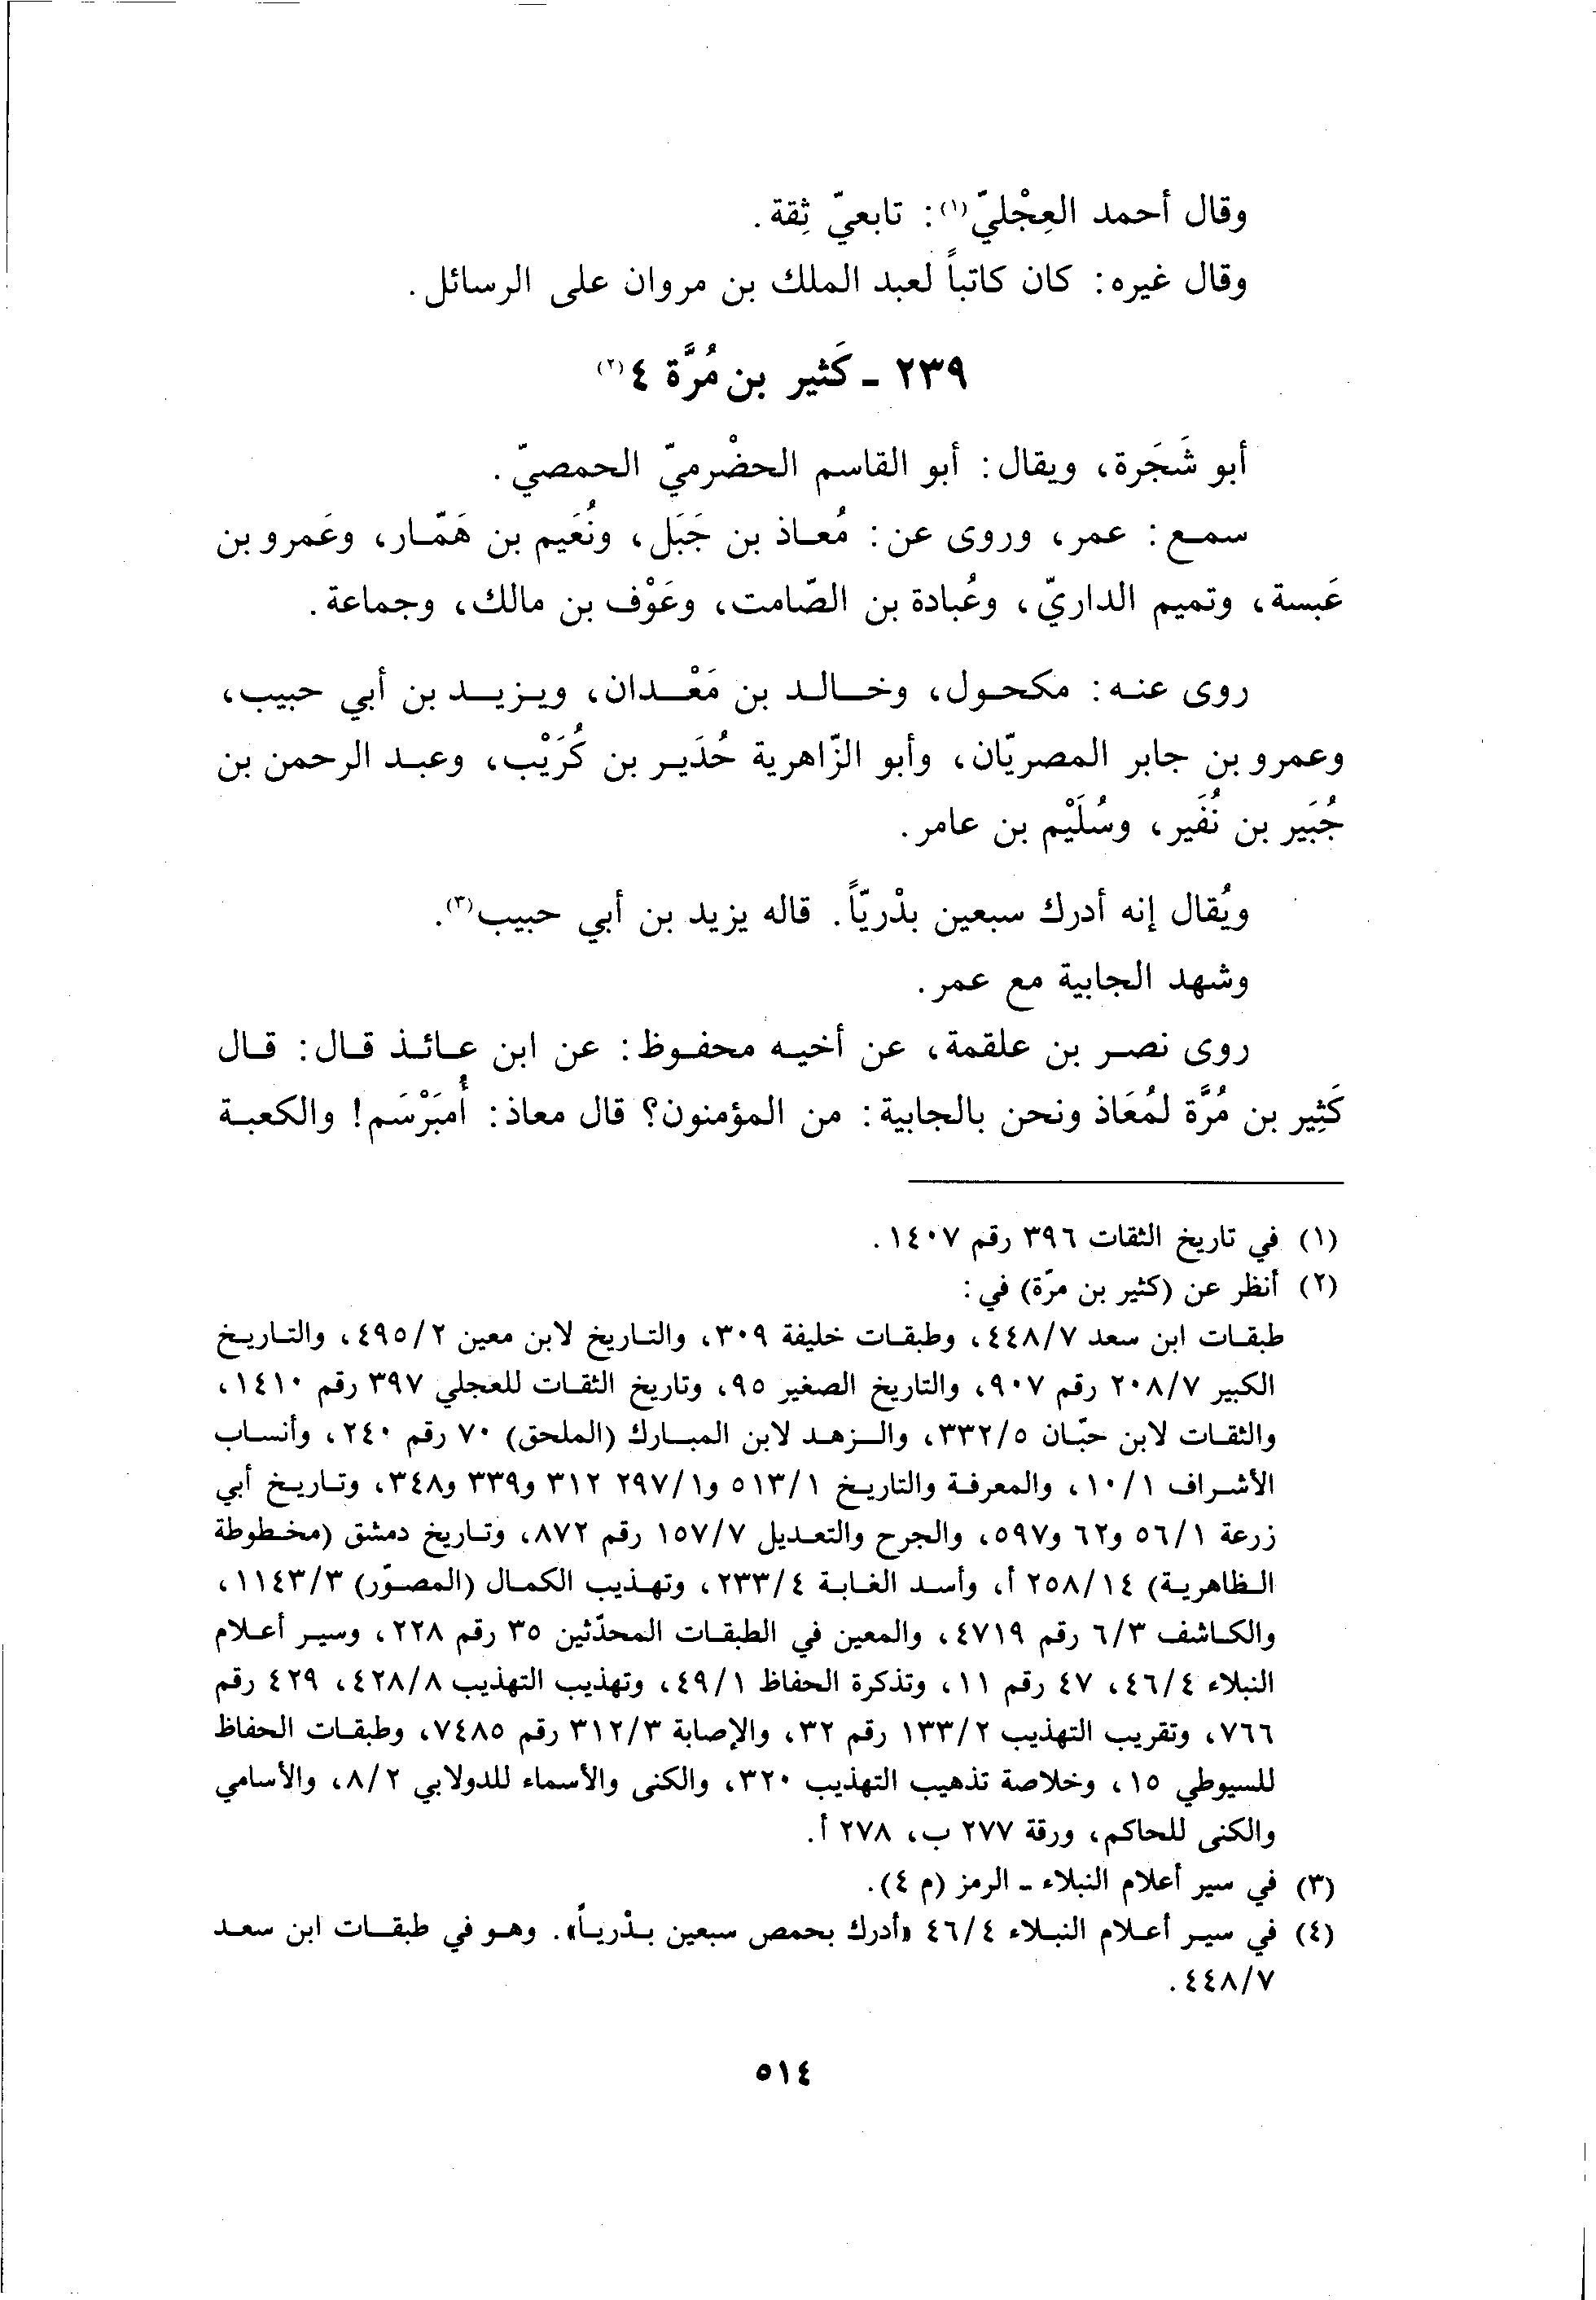 وقال أحمد العِجْليّ(١): تابعيّ ثِقة.
وقال غيره: كان كاتباً لعبد الملك بن مروان على الرسائل.
٢٣٩ - كَثير بن مُرَّة ٤(٢)
أبو شَجَرة، ويقال: أبو القاسم الحضْرميّ الحمصيّ.
سمع: عمر، وروى عن: مُعاذ بن جَبَل، ونُعَيم بن هَمّار، وعَمرو بن
عَبسة، وتميم الداريّ، وعُبادة بن الصّامت، وعَوْف بن مالك، وجماعة.
روى عنه: مكحول، وخالد بن مَعْدان، ويزيد بن أبي حبيب،
وعمرو بن جابر المصريّان، وأبو الزّاهرية حُدَير بن كُرَيْب، وعبد الرحمن بن
جُبَير بن نُفَير، وسُلَيْم بن عامر.
ويُقال إنه أدرك سبعين بدْريّاً. قاله يزيد بن أبي حبيب(٣).
وشهد الجابية مع عمر.
روى نصر بن علقمة، عن أخيه محفوظ: عن ابن عائذ قال: قال
كَثِير بن مُرَّة لمُعَاذ ونحن بالجابية: من المؤمنون؟ قال معاذ: أُمبَرْسَم! والكعبة
(١) في تاريخ الثقات ٣٩٦ رقم ١٤٠٧.
(٢) أنظر عن (كثير بن مرّة) في:
طبقات ابن سعد ٤٤٨/٧، وطبقات خليفة ٣٠٩، والتاريخ لابن معين ٤٩٥/٢، والتاريخ
الكبير ٢٠٨/٧ رقم ٩٠٧، والتاريخ الصغير ٩٥، وتاريخ الثقات للعجلي ٣٩٧ رقم ١٤١٠،
والثقات لابن حبّان ٣٣٢/٥، والزهد لابن المبارك (الملحق) ٧٠ رقم ٢٤٠، وأنساب
الأشراف ١٠/١، والمعرفة والتاريخ ٥١٣/١ و٢٩٧/١ ٣١٢ و٣٣٩ و٣٤٨، وتاريخ أبي
زرعة ٥٦/١ و٦٢ و٥٩٧، والجرح والتعديل ١٥٧/٧ رقم ٨٧٢، وتاريخ دمشق (مخطوطة
الظاهرية) ٢٥٨/١٤ أ، وأسد الغابة ٢٣٣/٤، وتهذيب الكمال (المصوّر) ١١٤٣/٣،
والكاشف ٦/٣ رقم ٤٧١٩، والمعين في الطبقات المحدّثين ٣٥ رقم ٢٢٨، وسير أعلام
النبلاء ٤٦/٤، ٤٧ رقم ١١، وتذكرة الحفاظ ٤٩/١، وتهذيب التهذيب ٤٢٨/٨، ٤٢٩ رقم
٧٦٦، وتقريب التهذيب ١٣٣/٢ رقم ٣٢، والإصابة ٣١٢/٣ رقم ٧٤٨٥، وطبقات الحفاظ
للسيوطي ١٥، وخلاصة تذهيب التهذيب ٣٢٠، والكنى والأسماء للدولابي ٨/٢، والأسامي
والكنى للحاكم، ورقة ٢٧٧ ب، ٢٧٨ أ.
(٣) في سير أعلام النبلاء - الرمز (م ٤).
(٤) في سير أعلام النبلاء ٤٦/٤ «أدرك بحمص سبعين بذْرياً». وهو في طبقات ابن سعد
٤٤٨/٧.
٥١٤